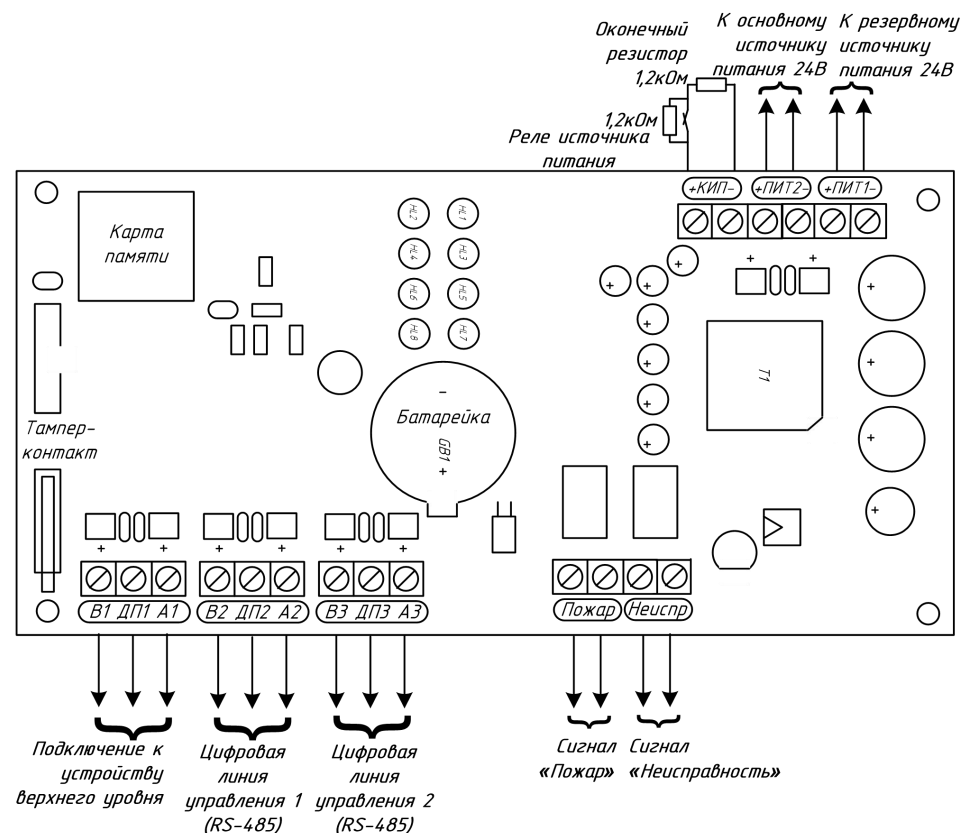 Оконечный
резистор
1,2кОм
К основному
источнику
питания 24В
К резервному
источнику
питания 24В
1,2кОм
Реле источника
питания
+КИП-
+ПИТ2-
+ПИТ1-
Карта
памяти
HL2
HL1
HL4
HL3
HL6
HL5
HL8
HL7
+ +
+
+
+
+
+
+
+
+
+
+
+
T1
-
Батарейка
GB1
+
Тампер-
контакт
+ +
+ +
+ +
В1 ДП1 А1
В2 ДП2 А2
В3 ДП3 А3
Пожар
Неиспр
Подключение к
устройству
верхнего уровня
Цифровая
линия
управления 1
(RS-485)
Цифровая
линия
управления 2
(RS-485)
Сигнал
«Пожар»
Сигнал
«Неисправность»